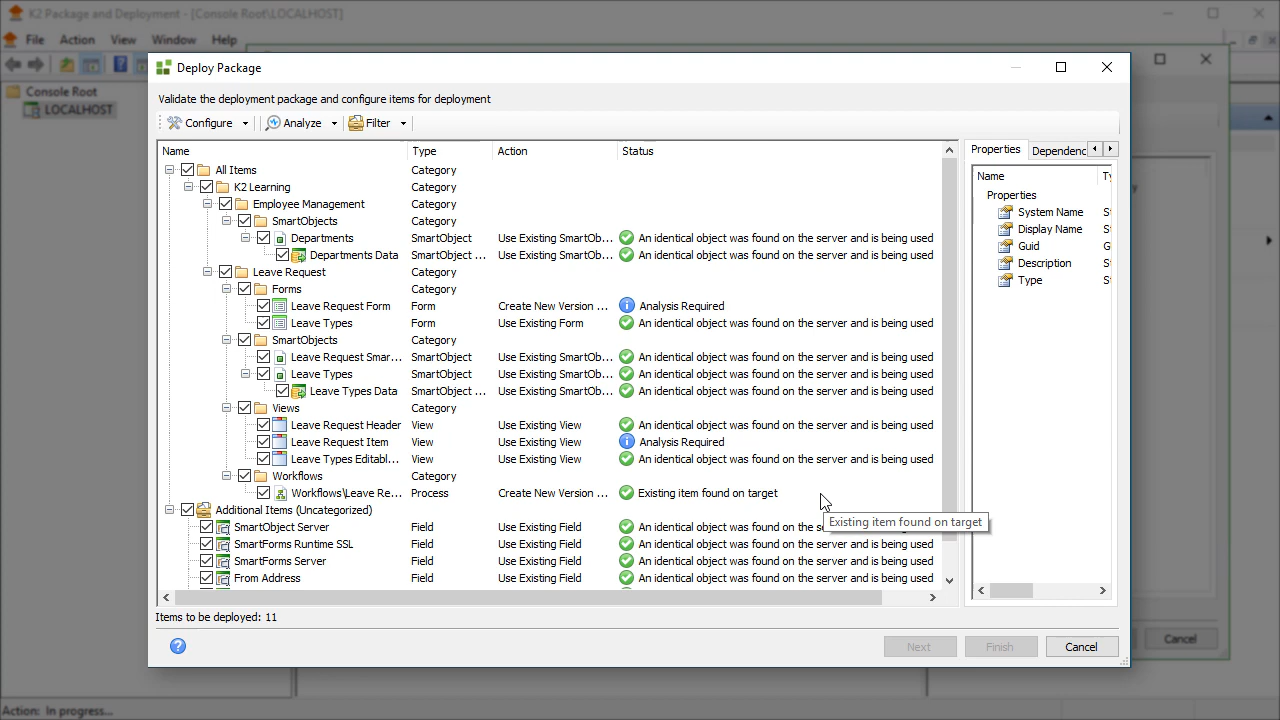 K2 Package and Deployment - [Console Root\LOCALHOST]
File Action View Window Help
Console Root
LOCALHOST
Deploy Package
Validate the deployment package and configure items for deployment
Configure Analyze Filter
Name Type Action Status
All Items Category
K2 Learning Category
Employee Management Category
SmartObjects Category
Departments SmartObject Use Existing SmartOb... An identical object was found on the server and is being used
Departments Data SmartObject ... Use Existing SmartOb... An identical object was found on the server and is being used
Leave Request Category
Forms Category
Leave Request Form Form Create New Version ... Analysis Required
Leave Types Form Use Existing Form An identical object was found on the server and is being used
SmartObjects Category
Leave Request Smar... SmartObject Use Existing SmartOb... An identical object was found on the server and is being used
Leave Types SmartObject Use Existing SmartOb... An identical object was found on the server and is being used
Leave Types Data SmartObject ... Use Existing SmartOb... An identical object was found on the server and is being used
Views Category
Leave Request Header View Use Existing View An identical object was found on the server and is being used
Leave Request Item View Use Existing View Analysis Required
Leave Types Editabl... View Use Existing View An identical object was found on the server and is being used
Workflows Category
Workflows\Leave Re... Process Create New Version ... Existing item found on target
Additional Items (Uncategorized) Category
Existing item found on target
SmartObject Server Field Use Existing Field An identical object was found on the se
SmartForms Runtime SSL Field Use Existing Field An identical object was found on the server and is being used
SmartForms Server Field Use Existing Field An identical object was found on the server and is being used
From Address Field Use Existing Field An identical object was found on the server and is being used
Properties Dependenc
Name Ty
Properties
System Name St
Display Name St
Guid G
Description St
Type St
Items to be deployed: 11
Next Finish Cancel
Cancel
Action: In progress...